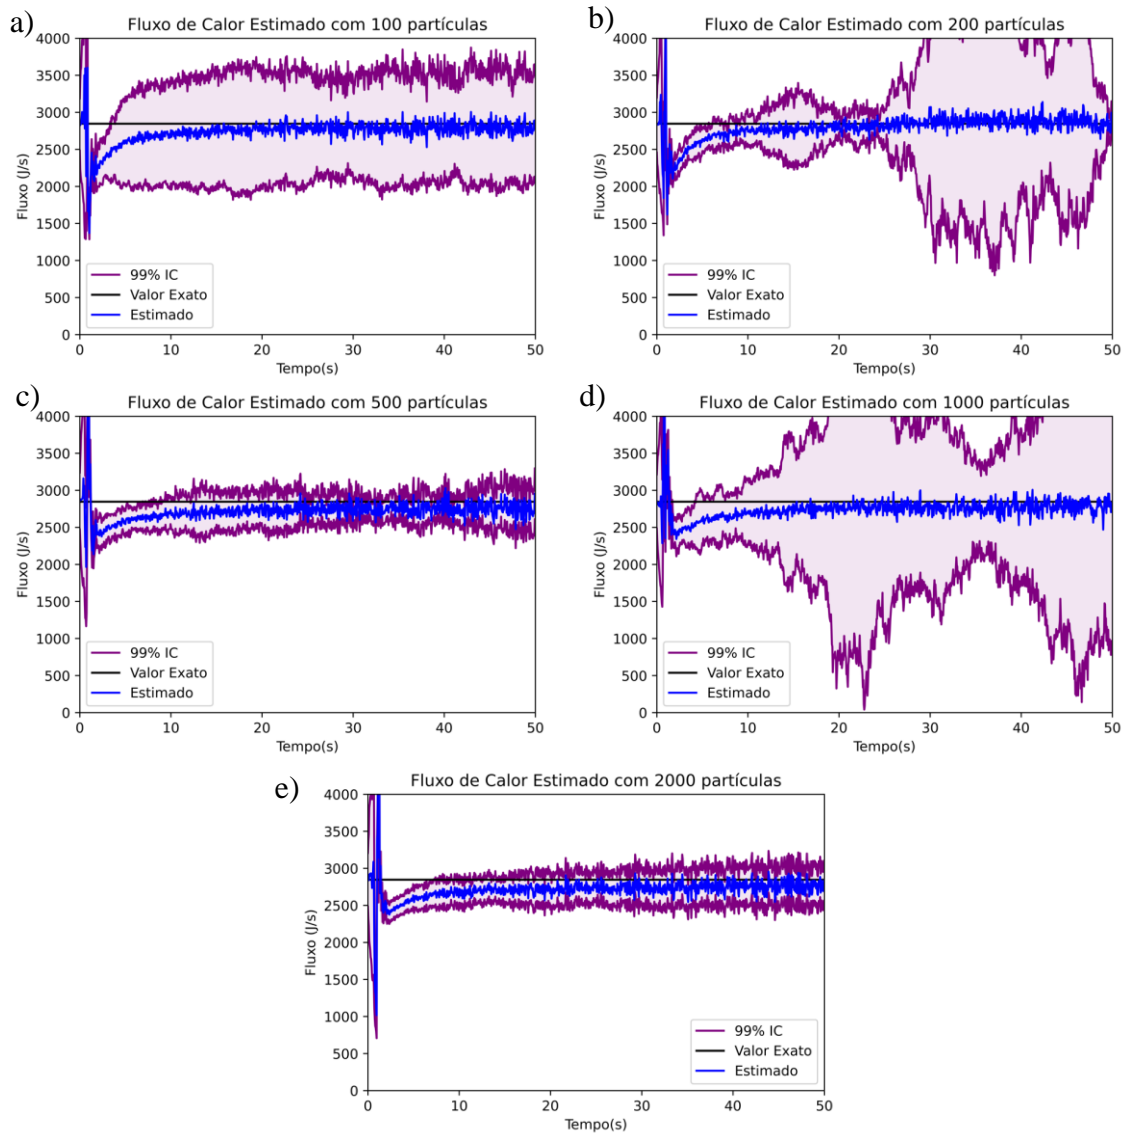 a)
Fluxo de Calor Estimado com 100 partículas
4000
3500
3000
2500
2000
1500
1000
500
0
Fluxo (J/s)
99% IC
Valor Exato
Estimado
0 10 20 30 40 50
Tempo(s)
b)
Fluxo de Calor Estimado com 200 partículas
4000
3500
3000
2500
2000
1500
1000
500
0
Fluxo (J/s)
99% IC
Valor Exato
Estimado
0 10 20 30 40 50
Tempo(s)
c)
Fluxo de Calor Estimado com 500 partículas
4000
3500
3000
2500
2000
1500
1000
500
0
Fluxo (J/s)
99% IC
Valor Exato
Estimado
0 10 20 30 40 50
Tempo(s)
d)
Fluxo de Calor Estimado com 1000 partículas
4000
3500
3000
2500
2000
1500
1000
500
0
Fluxo (J/s)
99% IC
Valor Exato
Estimado
0 10 20 30 40 50
Tempo(s)
e)
Fluxo de Calor Estimado com 2000 partículas
4000
3500
3000
2500
2000
1500
1000
500
0
Fluxo (J/s)
99% IC
Valor Exato
Estimado
0 10 20 30 40 50
Tempo(s)